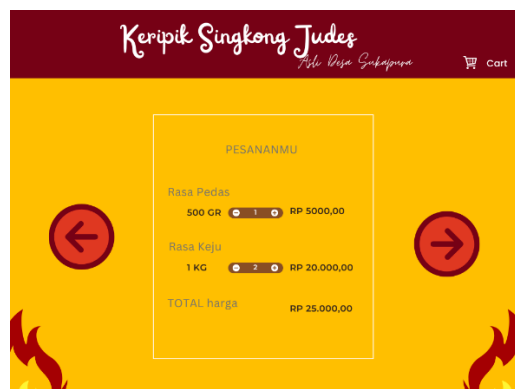 Keripik Singkong Judes
Asli Desa Sukapura
Cart
PESANANMU
Rasa Pedas
500 GR 1 RP 5000,00
Rasa Keju
1 KG 2 RP 20.000,00
TOTAL harga RP 25.000,00